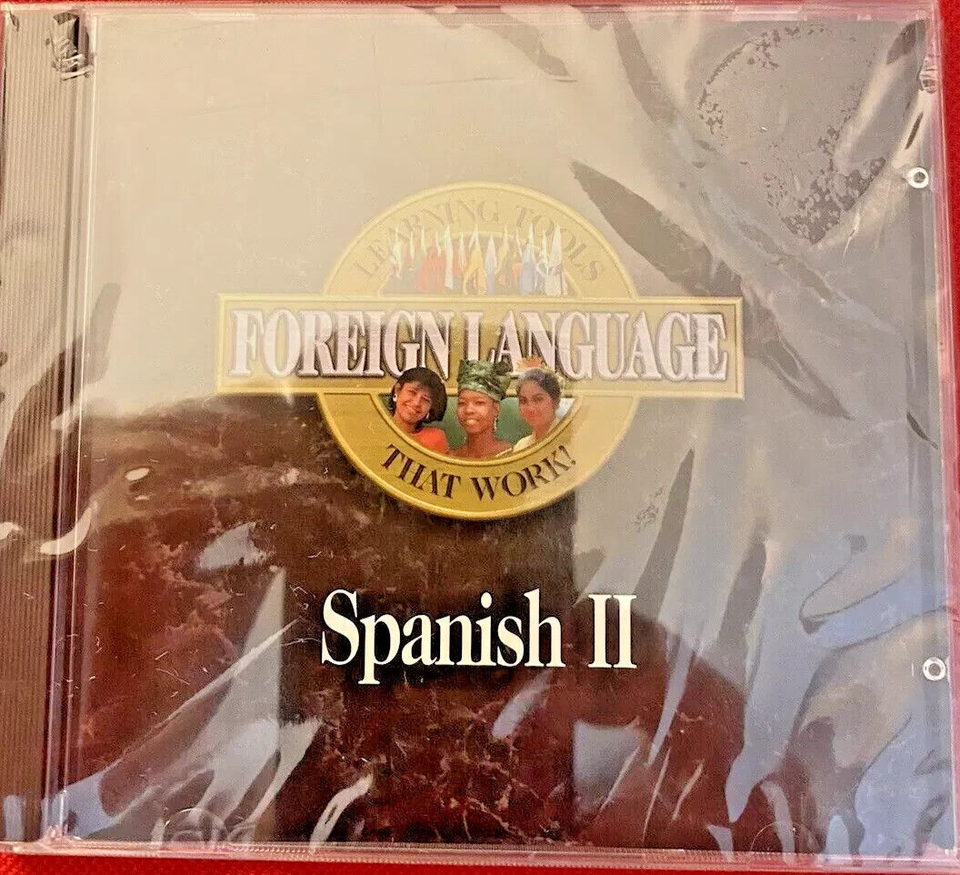 LEARNING TOOLS
FOREIGN LANGUAGE
THAT WORK!
Spanish II